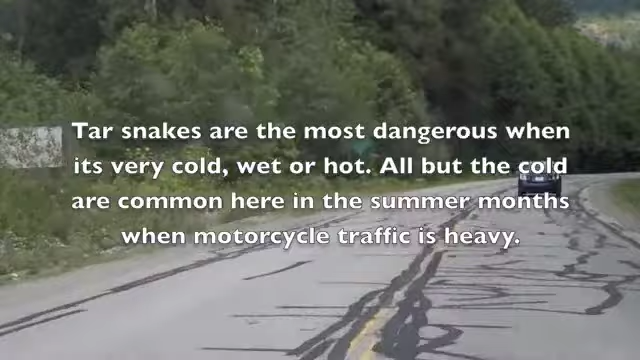 Tar snakes are the most dangerous when
its very cold, wet or hot. All but the cold
are common here in the summer months
when motorcycle traffic is heavy.